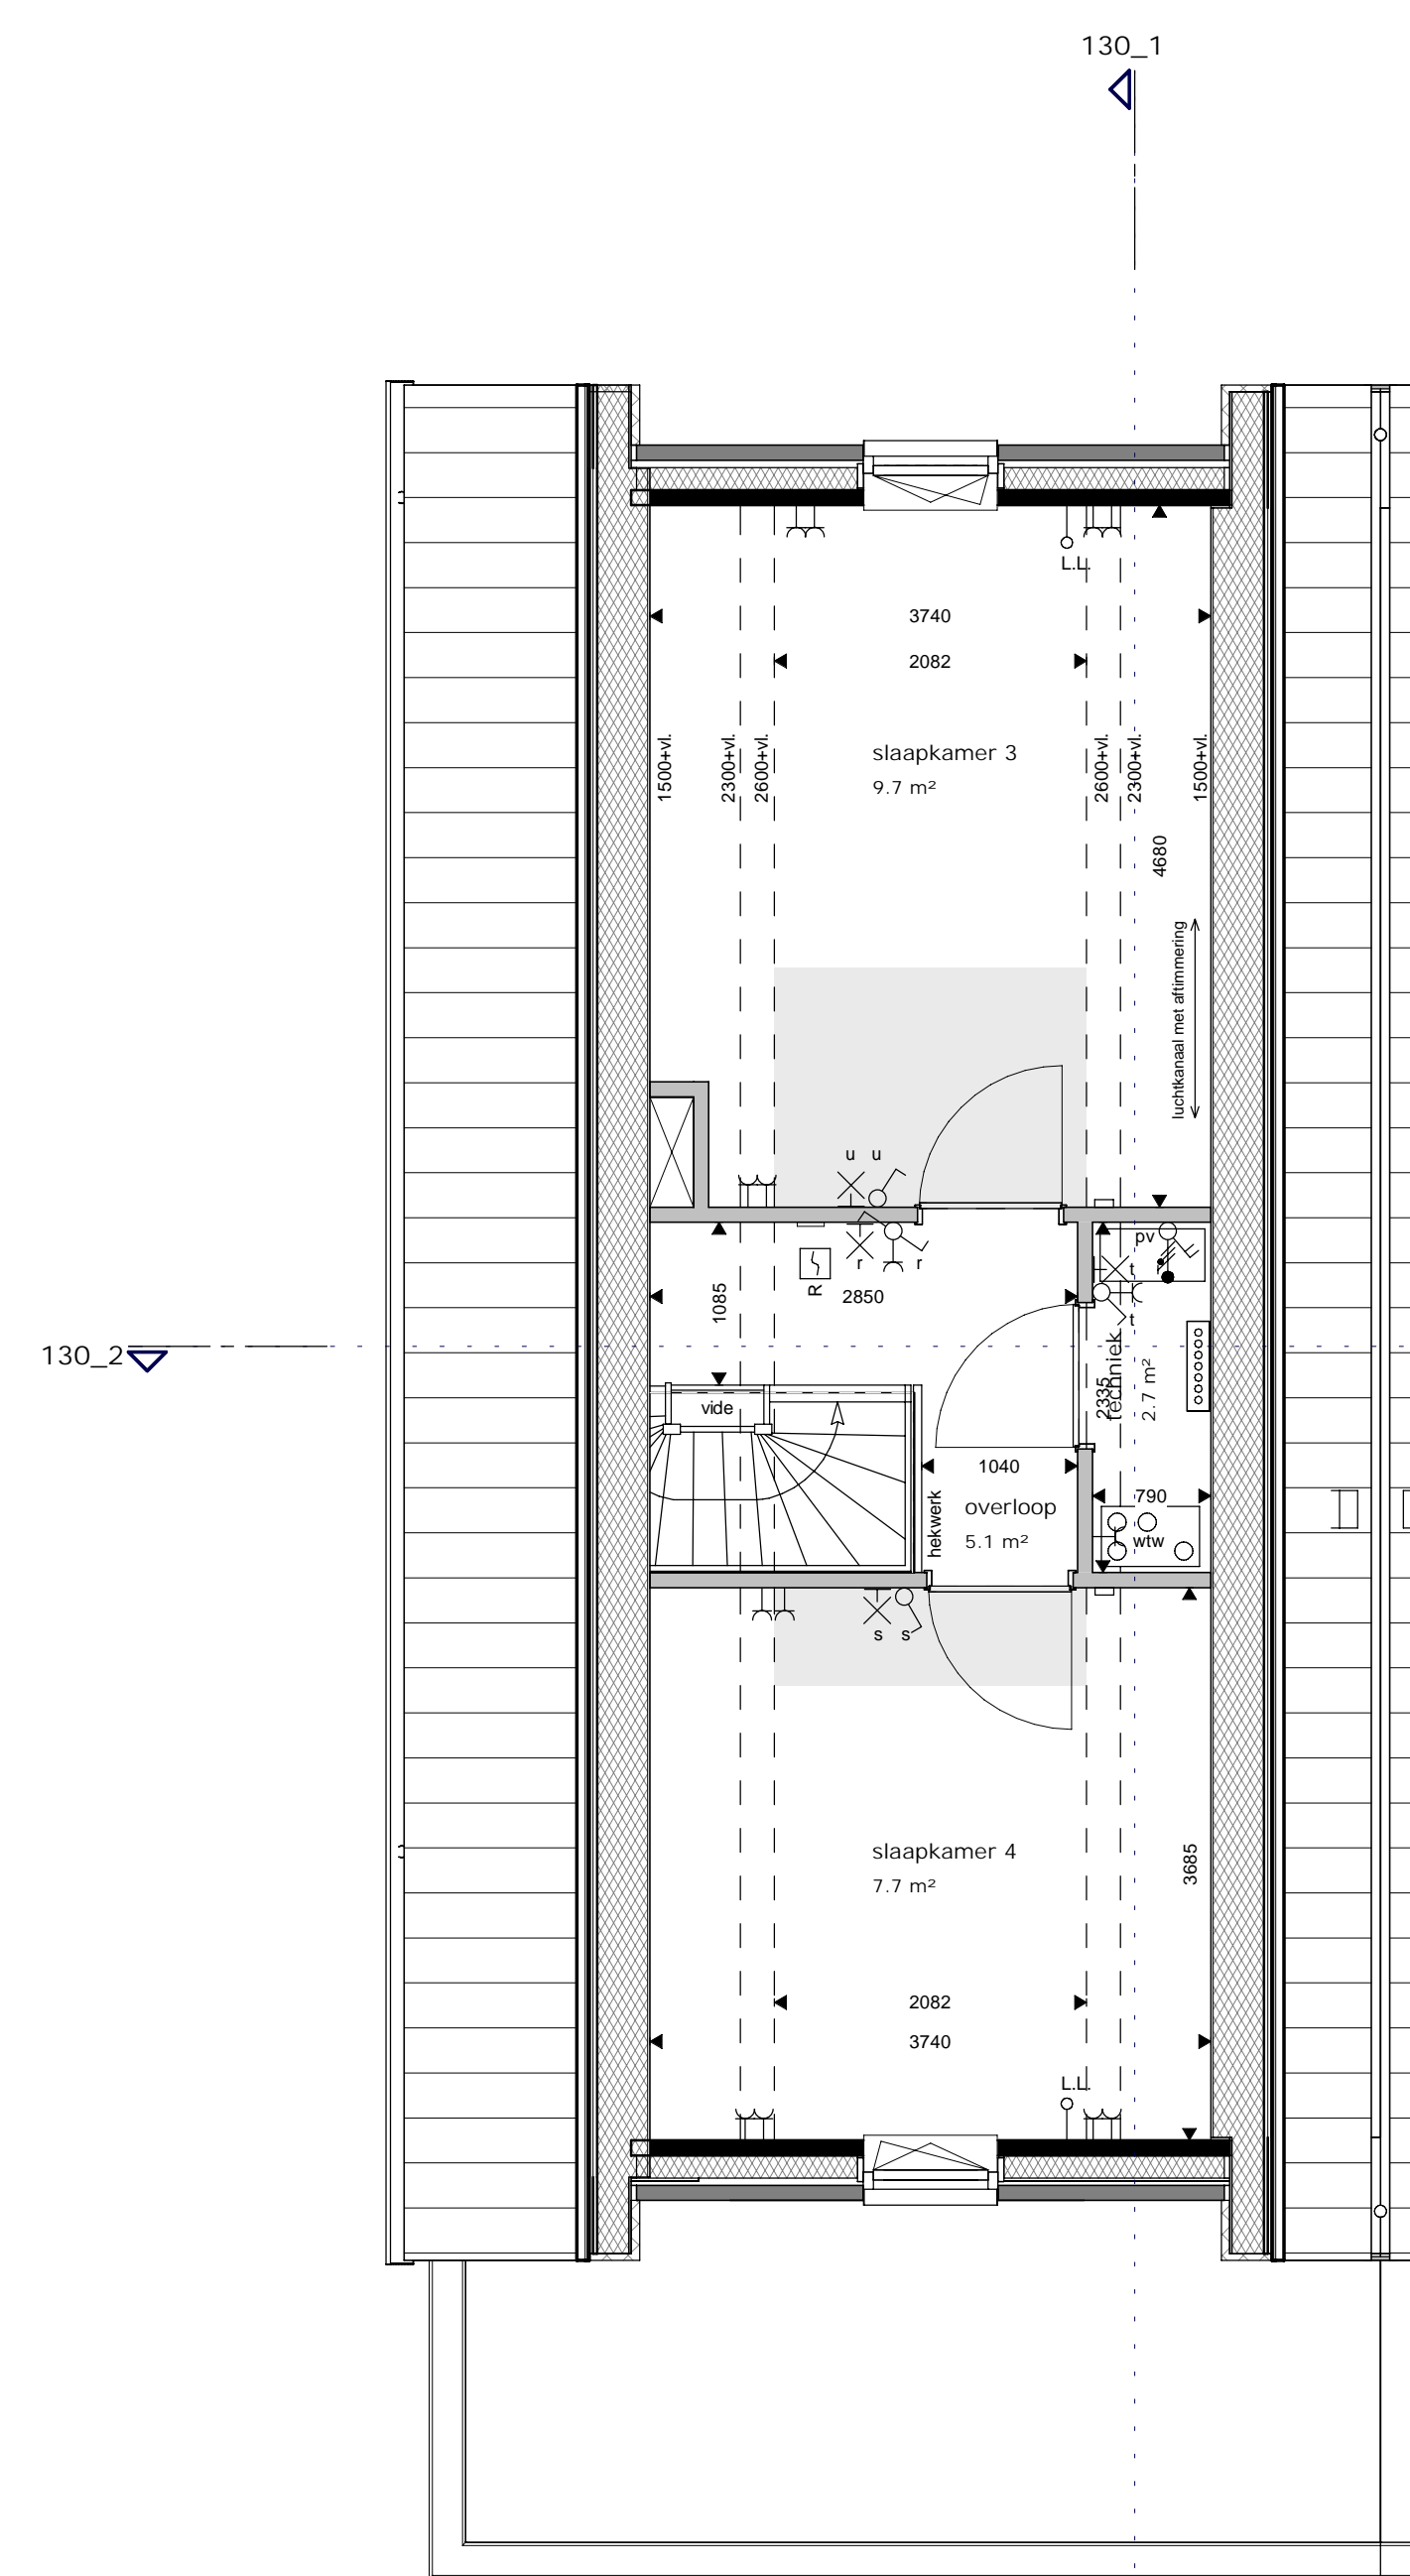 130_1
L.L.
3740
2082
1500+vl.
2300+vl.
2600+vl.
slaapkamer 3
9.7 m²
2600+vl.
2300+vl.
1500+vl.
4680
luchtkanaal met aftimmering
u u
pv
r r
t
R
2850
1085
t
130_2
techniek
2.7 m²
2335
vide
1040
790
hekwerk
overloop
5.1 m²
wtw
s s
slaapkamer 4
7.7 m²
3685
2082
3740
L.L.